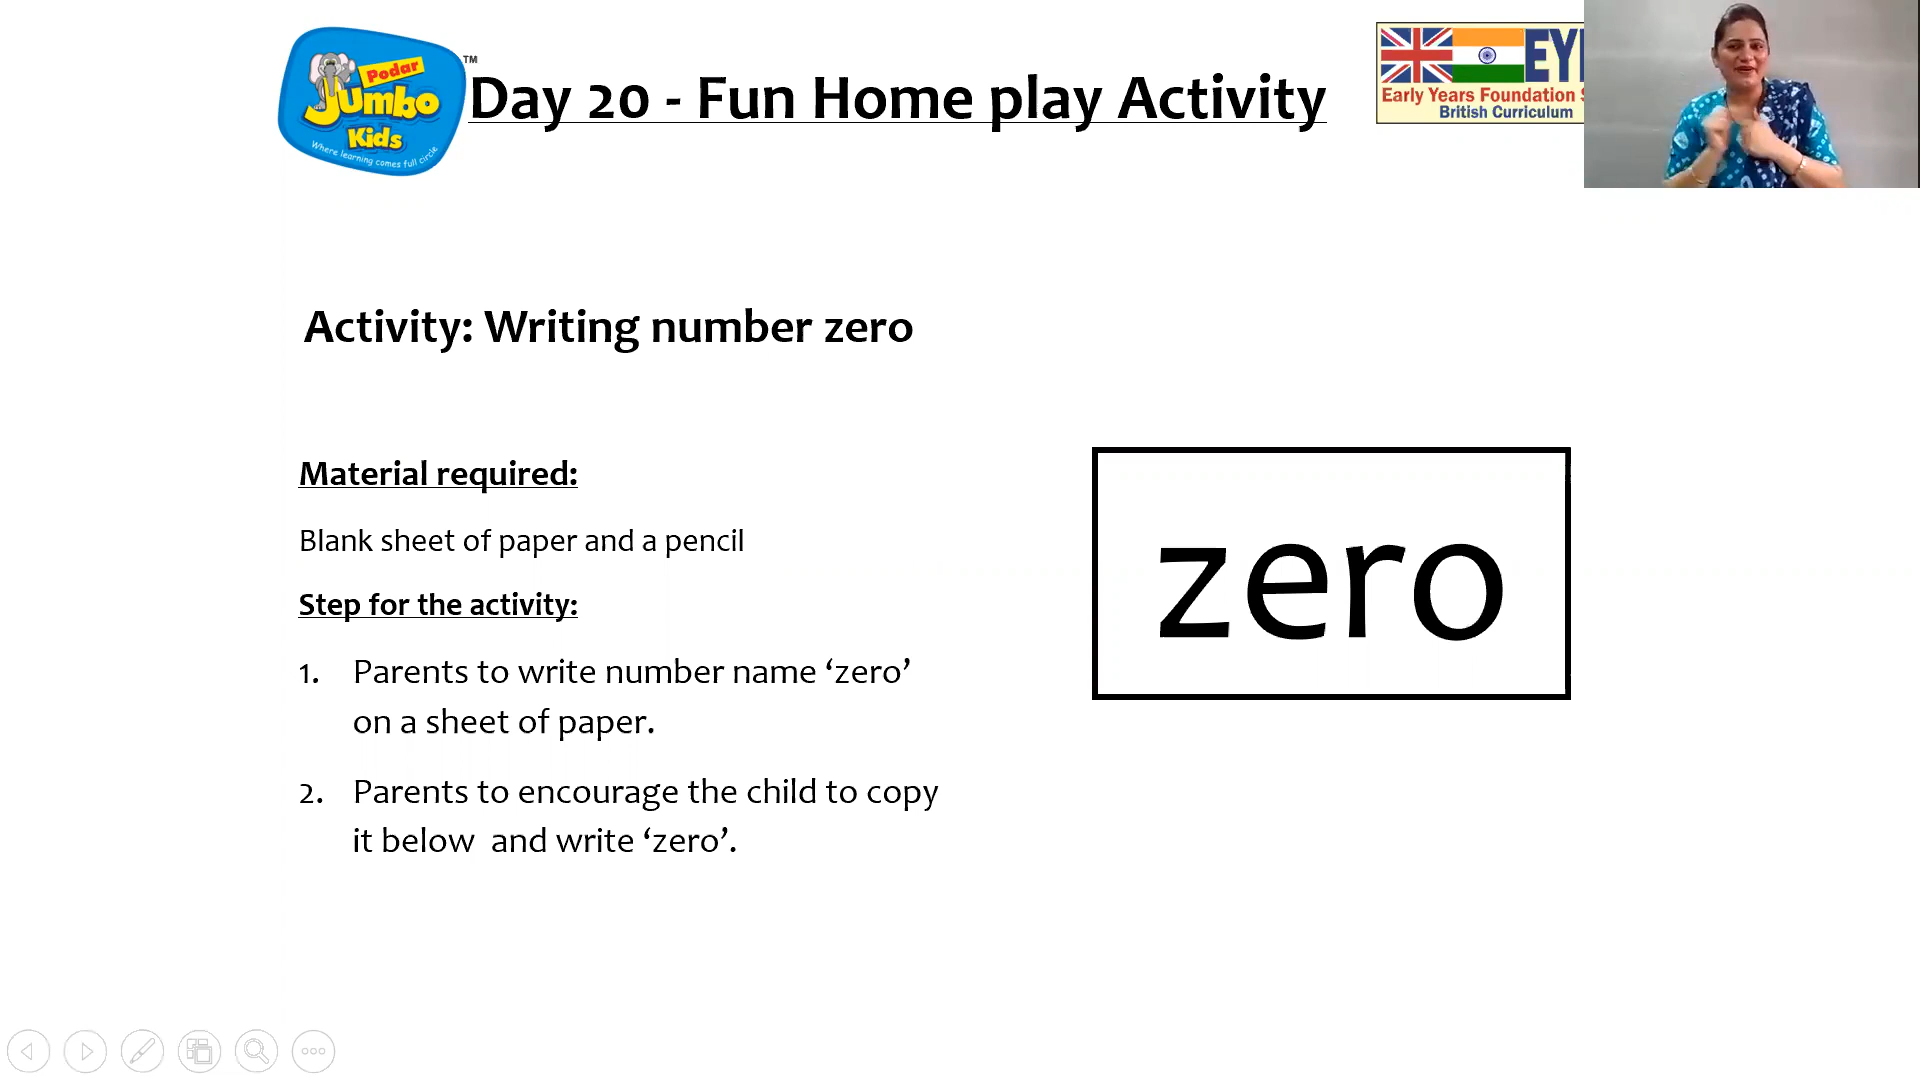 Podar
Jumbo
Kids
Where learning comes full circle
TM
Day 20 - Fun Home play Activity
Early Years Foundation
British Curriculum
Activity: Writing number zero
Material required:
Blank sheet of paper and a pencil
Step for the activity:
1. Parents to write number name ‘zero’
on a sheet of paper.
2. Parents to encourage the child to copy
it below and write ‘zero’.
zero